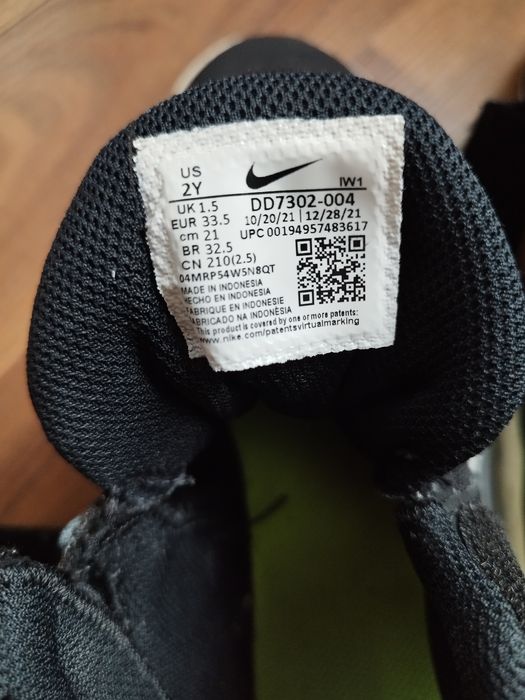 US
2Y
IW1
UK 1.5
DD7302-004
EUR 33.5
10/20/21 | 12/28/21
cm 21
UPC 00194957483617
BR 32.5
CN 210(2.5)
04MRP54W5N8QT
MADE IN INDONESIA
HECHO EN INDONESIA
FABRIQUE EN INDONESIE
FABRICADO NA INDONÉSIA
This product is covered by one or more patents:
www.nike.com/patentsvirtualmarking